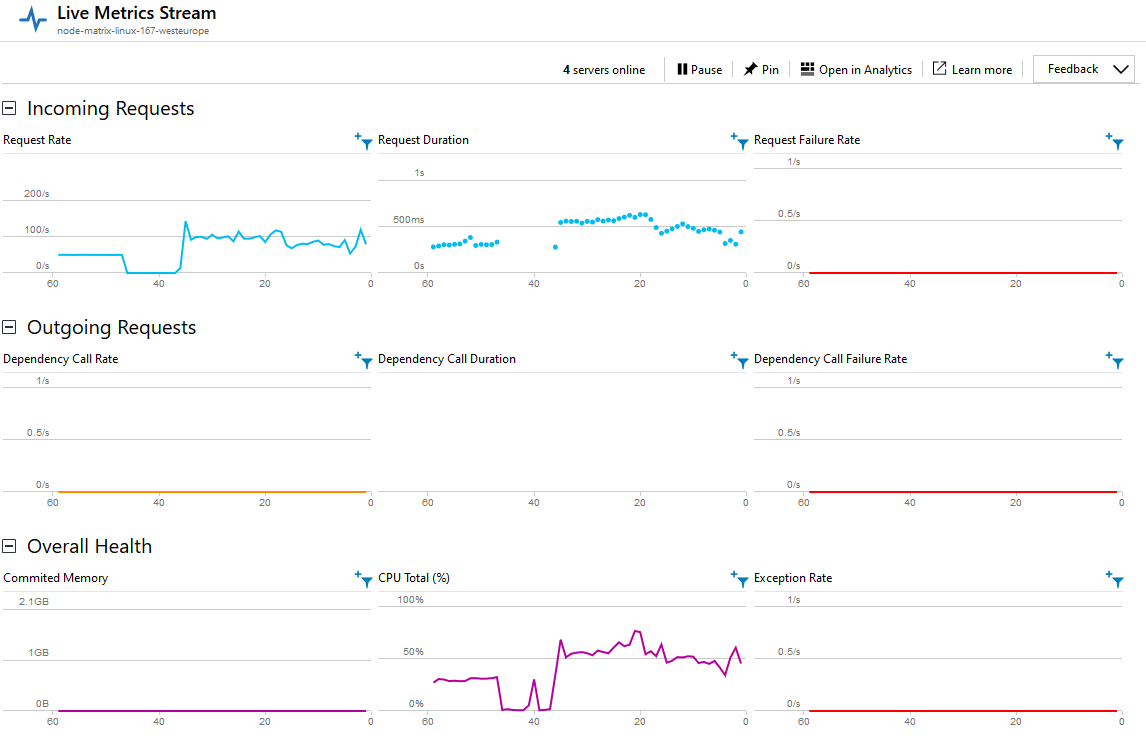 Live Metrics Stream
node-matrix-linux-167-westeurope
4 servers online Pause Pin Open in Analytics Learn more Feedback
Incoming Requests
Request Rate
200/s
100/s
0/s
60 40 20 0
Request Duration
1s
500ms
0s
60 40 20 0
Request Failure Rate
1/s
0.5/s
0/s
60 40 20 0
Outgoing Requests
Dependency Call Rate
1/s
0.5/s
0/s
60 40 20 0
Dependency Call Duration
60 40 20 0
Dependency Call Failure Rate
1/s
0.5/s
0/s
60 40 20 0
Overall Health
Commited Memory
2.1GB
1GB
0B
60 40 20 0
CPU Total (%)
100%
50%
0%
60 40 20 0
Exception Rate
1/s
0.5/s
0/s
60 40 20 0